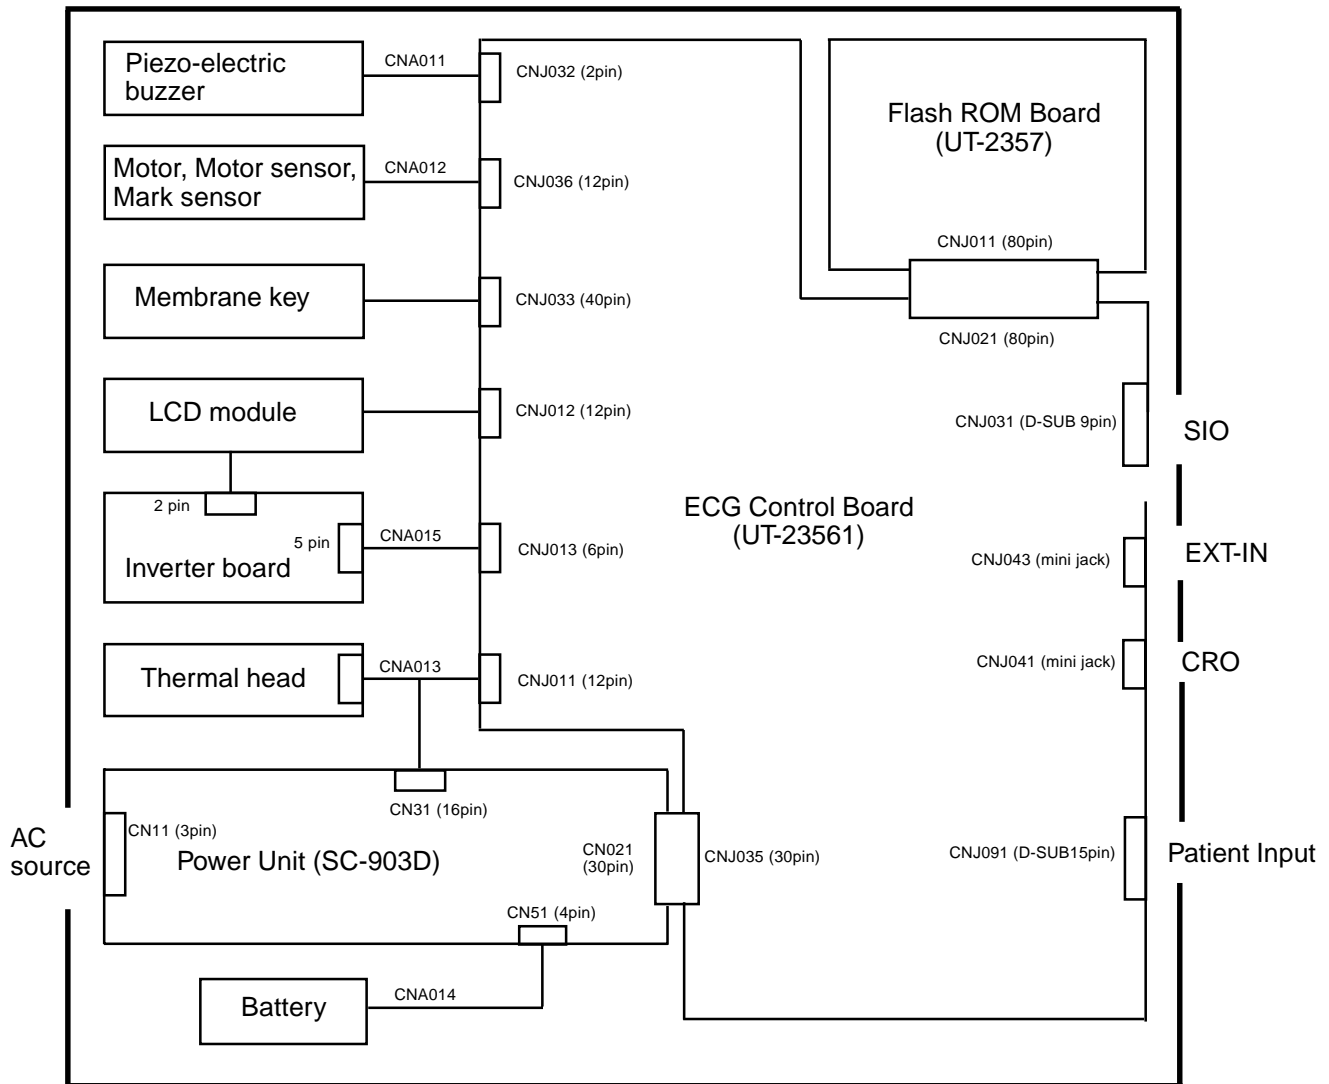 Piezo-electric
buzzer
CNA011
CNJ032 (2pin)
Motor, Motor sensor,
Mark sensor
CNA012
CNJ036 (12pin)
Membrane key
CNJ033 (40pin)
LCD module
CNJ012 (12pin)
2 pin
5 pin
Inverter board
CNA015
CNJ013 (6pin)
Thermal head
CNA013
CNJ011 (12pin)
Flash ROM Board
(UT-2357)
CNJ011 (80pin)
CNJ021 (80pin)
CNJ031 (D-SUB 9pin)
SIO
ECG Control Board
(UT-23561)
CNJ043 (mini jack)
EXT-IN
CNJ041 (mini jack)
CRO
CNJ091 (D-SUB15pin)
Patient Input
AC
source
CN11 (3pin)
CN31 (16pin)
Power Unit (SC-903D)
CN021
(30pin)
CNJ035 (30pin)
CN51 (4pin)
Battery
CNA014